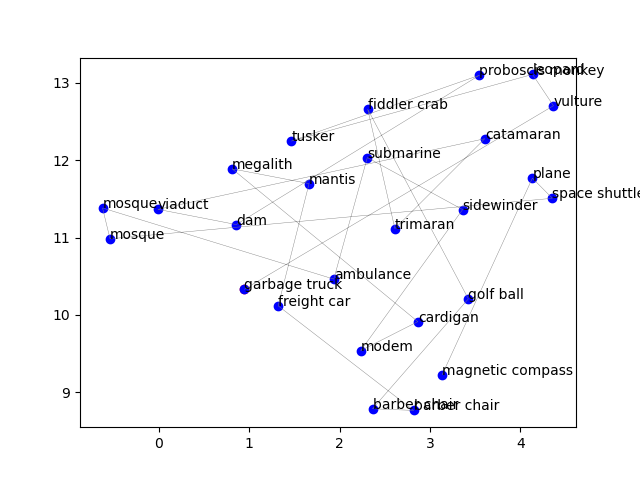 proboscis monkey
leopard
13
vulture
fiddler crab
tusker
catamaran
12
submarine
megalith
plane
mantis
space shuttle
mosque
viaduct
sidewinder
dam
trimaran
11
mosque
ambulance
garbage truck
freight car
golf ball
10
cardigan
modem
magnetic compass
9
barber chair
barber chair
0
1
2
3
4